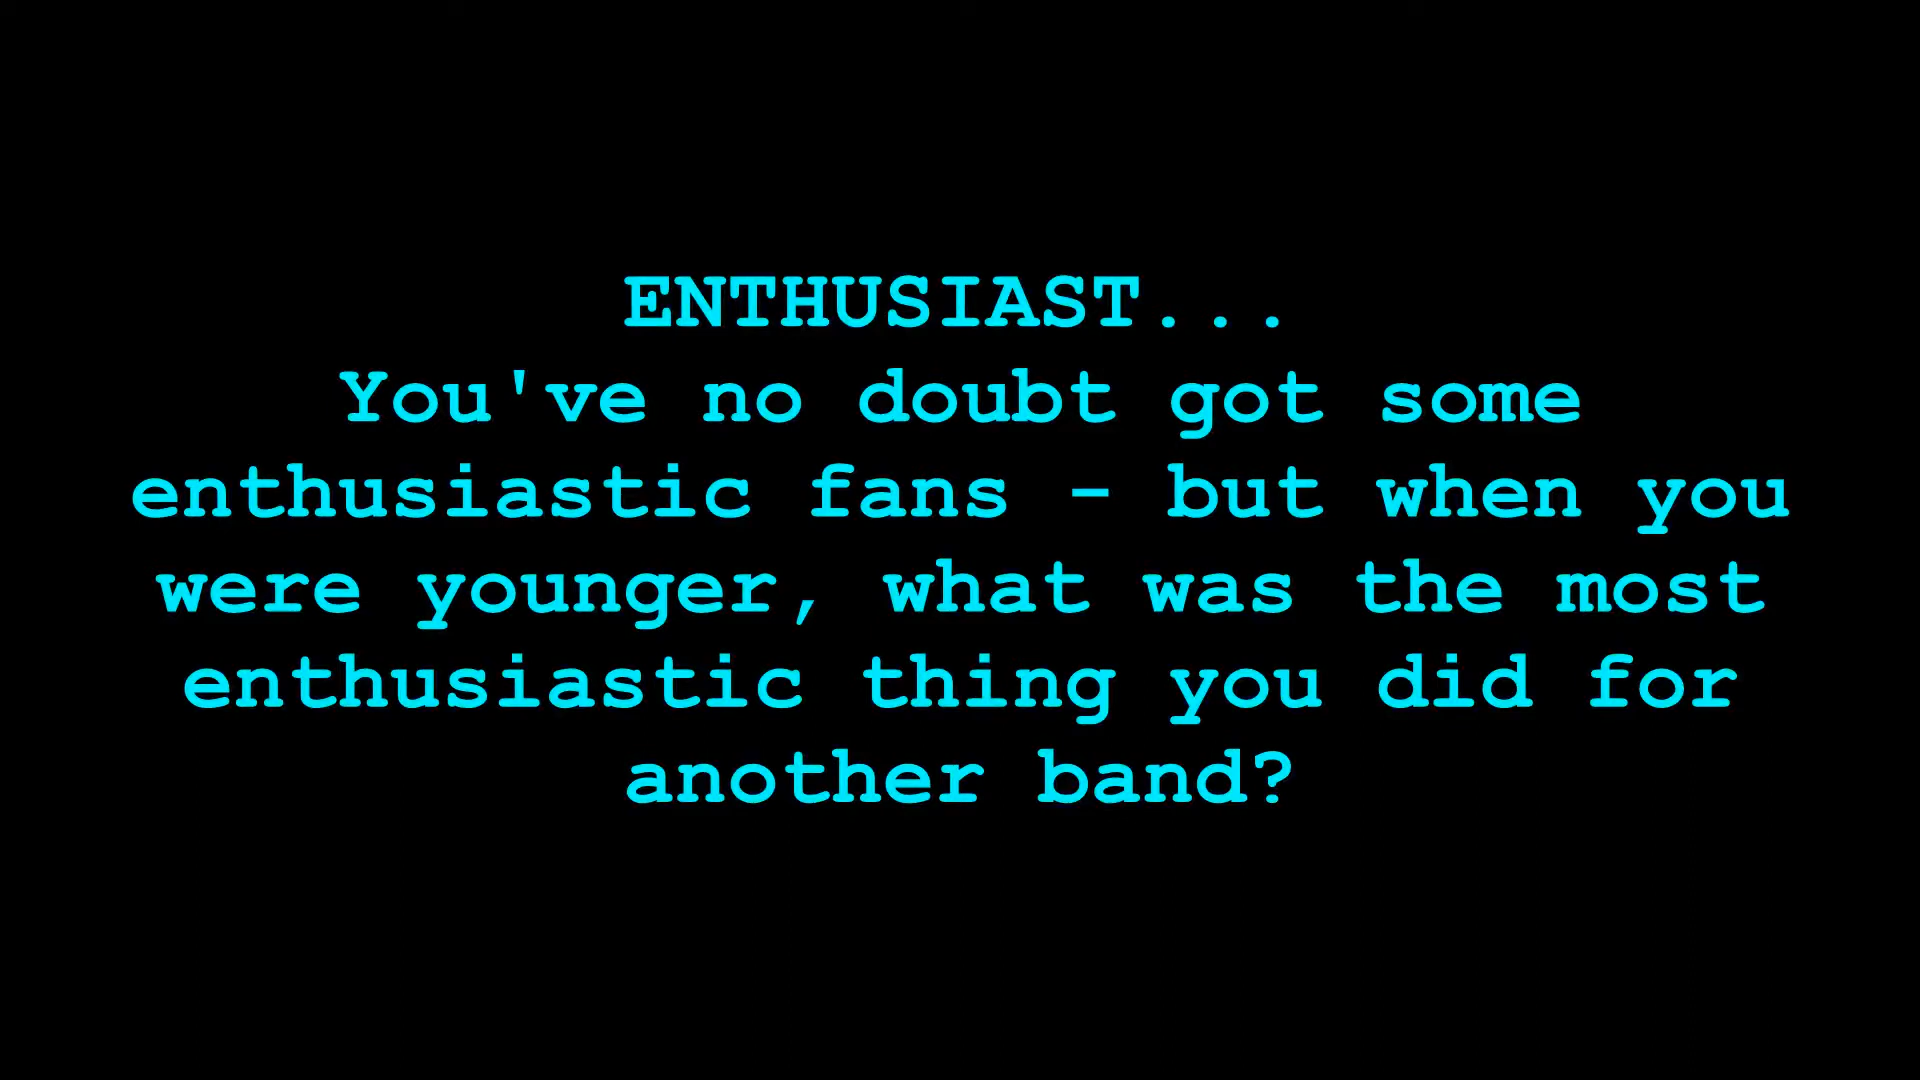 ENTHUSIAST...
You've no doubt got some
enthusiastic fans - but when you
were younger, what was the most
enthusiastic thing you did for
another band?